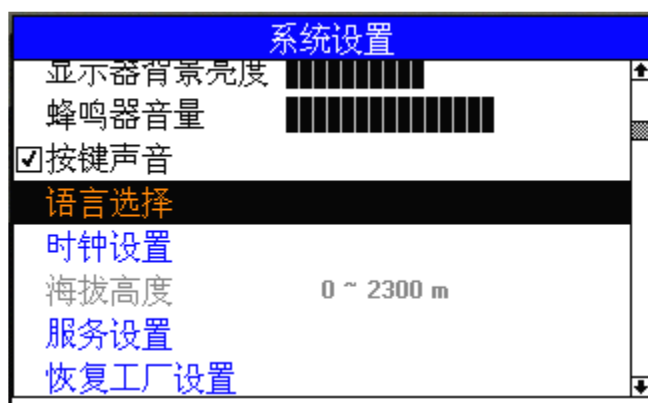 系统设置
显示器背景亮度
蜂鸣器音量
按键声音
语言选择
时钟设置
海拔高度 0 ~ 2300 m
服务设置
恢复工厂设置